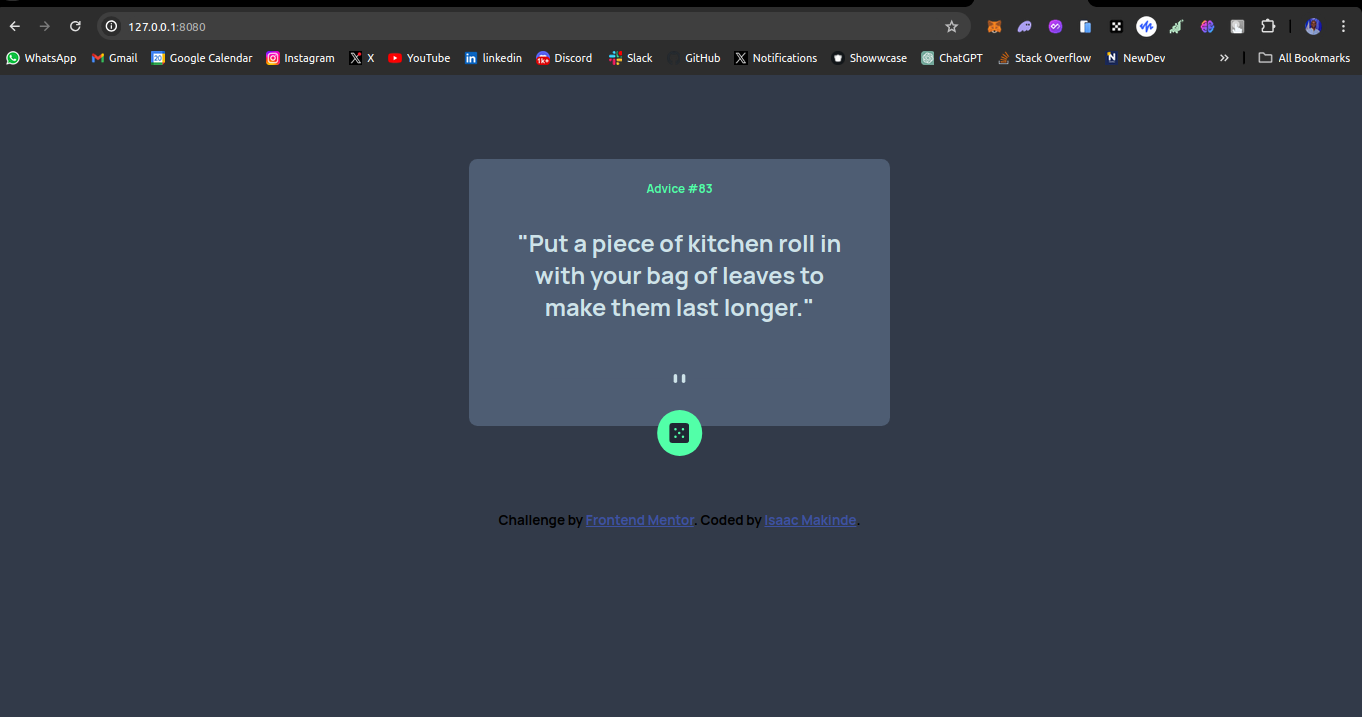 127.0.0.1:8080
WhatsApp Gmail Google Calendar Instagram X YouTube linkedin Discord Slack GitHub Notifications Showwcase ChatGPT Stack Overflow NewDev » All Bookmarks
Advice #83
"Put a piece of kitchen roll in
with your bag of leaves to
make them last longer."
Challenge by Frontend Mentor. Coded by Isaac Makinde.